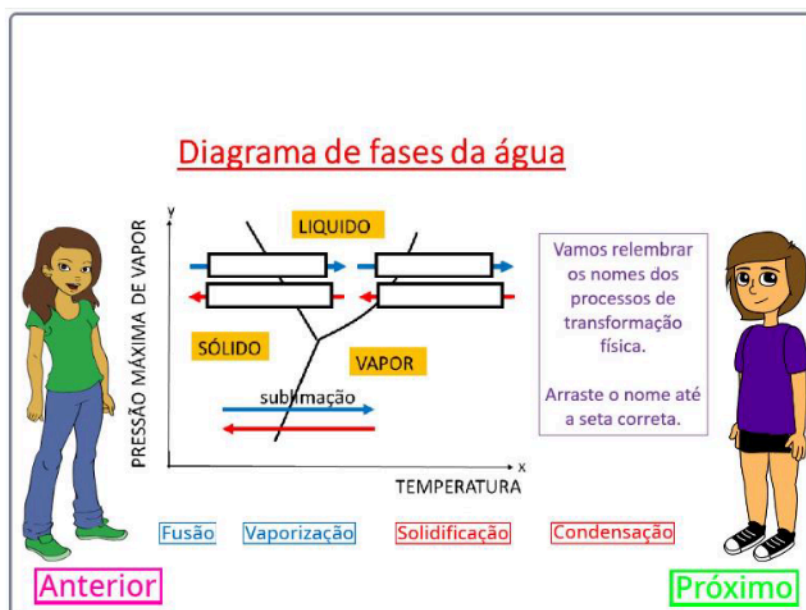 Diagrama de fases da água
y
PRESSÃO MÁXIMA DE VAPOR
LIQUIDO
SÓLIDO
VAPOR
sublimação
x
TEMPERATURA
Vamos relembrar
os nomes dos
processos de
transformação
física.
Arraste o nome até
a seta correta.
Fusão
Vaporização
Solidificação
Condensação
Anterior
Próximo